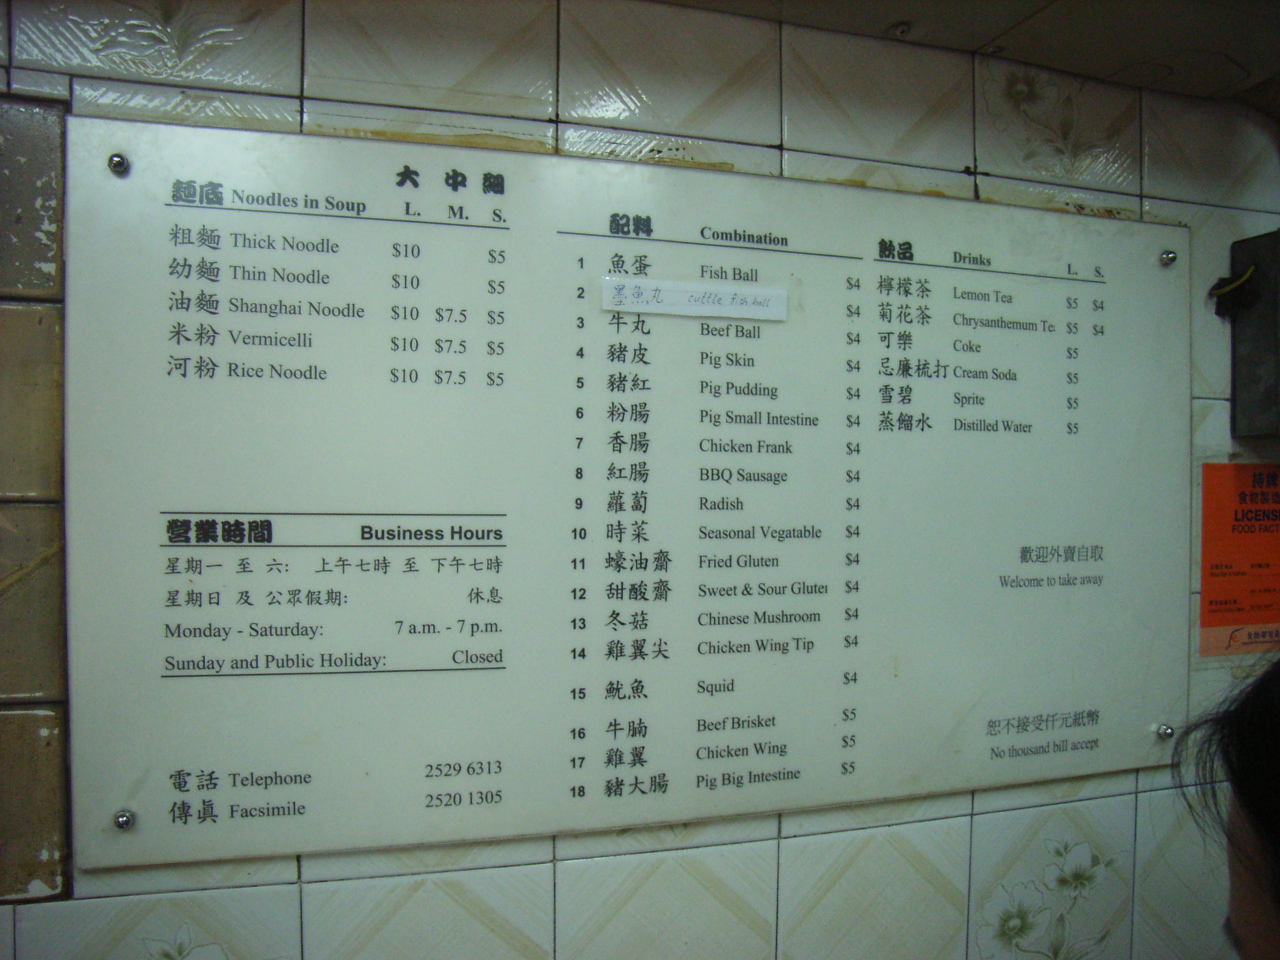 大 中 細
麵底 Noodles in Soup L. M. S.
粗麵 Thick Noodle $10 $5
幼麵 Thin Noodle $10 $5
油麵 Shanghai Noodle $10 $7.5 $5
米粉 Vermicelli $10 $7.5 $5
河粉 Rice Noodle $10 $7.5 $5
營業時間 Business Hours
星期一 至 六: 上午七時 至 下午七時
星期日 及 公眾假期: 休息
Monday - Saturday: 7 a.m. - 7 p.m.
Sunday and Public Holiday: Closed
電話 Telephone 2529 6313
傳真 Facsimile 2520 1305
配料 Combination
1 魚蛋 Fish Ball $4
2 墨魚丸 cuttle fish ball $4
3 牛丸 Beef Ball $4
4 豬皮 Pig Skin $4
5 豬紅 Pig Pudding $4
6 粉腸 Pig Small Intestine $4
7 香腸 Chicken Frank $4
8 紅腸 BBQ Sausage $4
9 蘿蔔 Radish $4
10 時菜 Seasonal Vegatable $4
11 蠔油齋 Fried Gluten $4
12 甜酸齋 Sweet & Sour Gluter $4
13 冬菇 Chinese Mushroom $4
14 雞翼尖 Chicken Wing Tip $4
15 魷魚 Squid $4
16 牛腩 Beef Brisket $5
17 雞翼 Chicken Wing $5
18 豬大腸 Pig Big Intestine $5
飲品 Drinks L. S.
檸檬茶 Lemon Tea $5 $4
菊花茶 Chrysanthemum Te $5 $4
可樂 Coke $5
忌廉梳打 Cream Soda $5
雪碧 Sprite $5
蒸餾水 Distilled Water $5
歡迎外賣自取
Welcome to take away
恕不接受仟元紙幣
No thousand bill accept
持牌
食物製造
LICENS
FOOD FACT